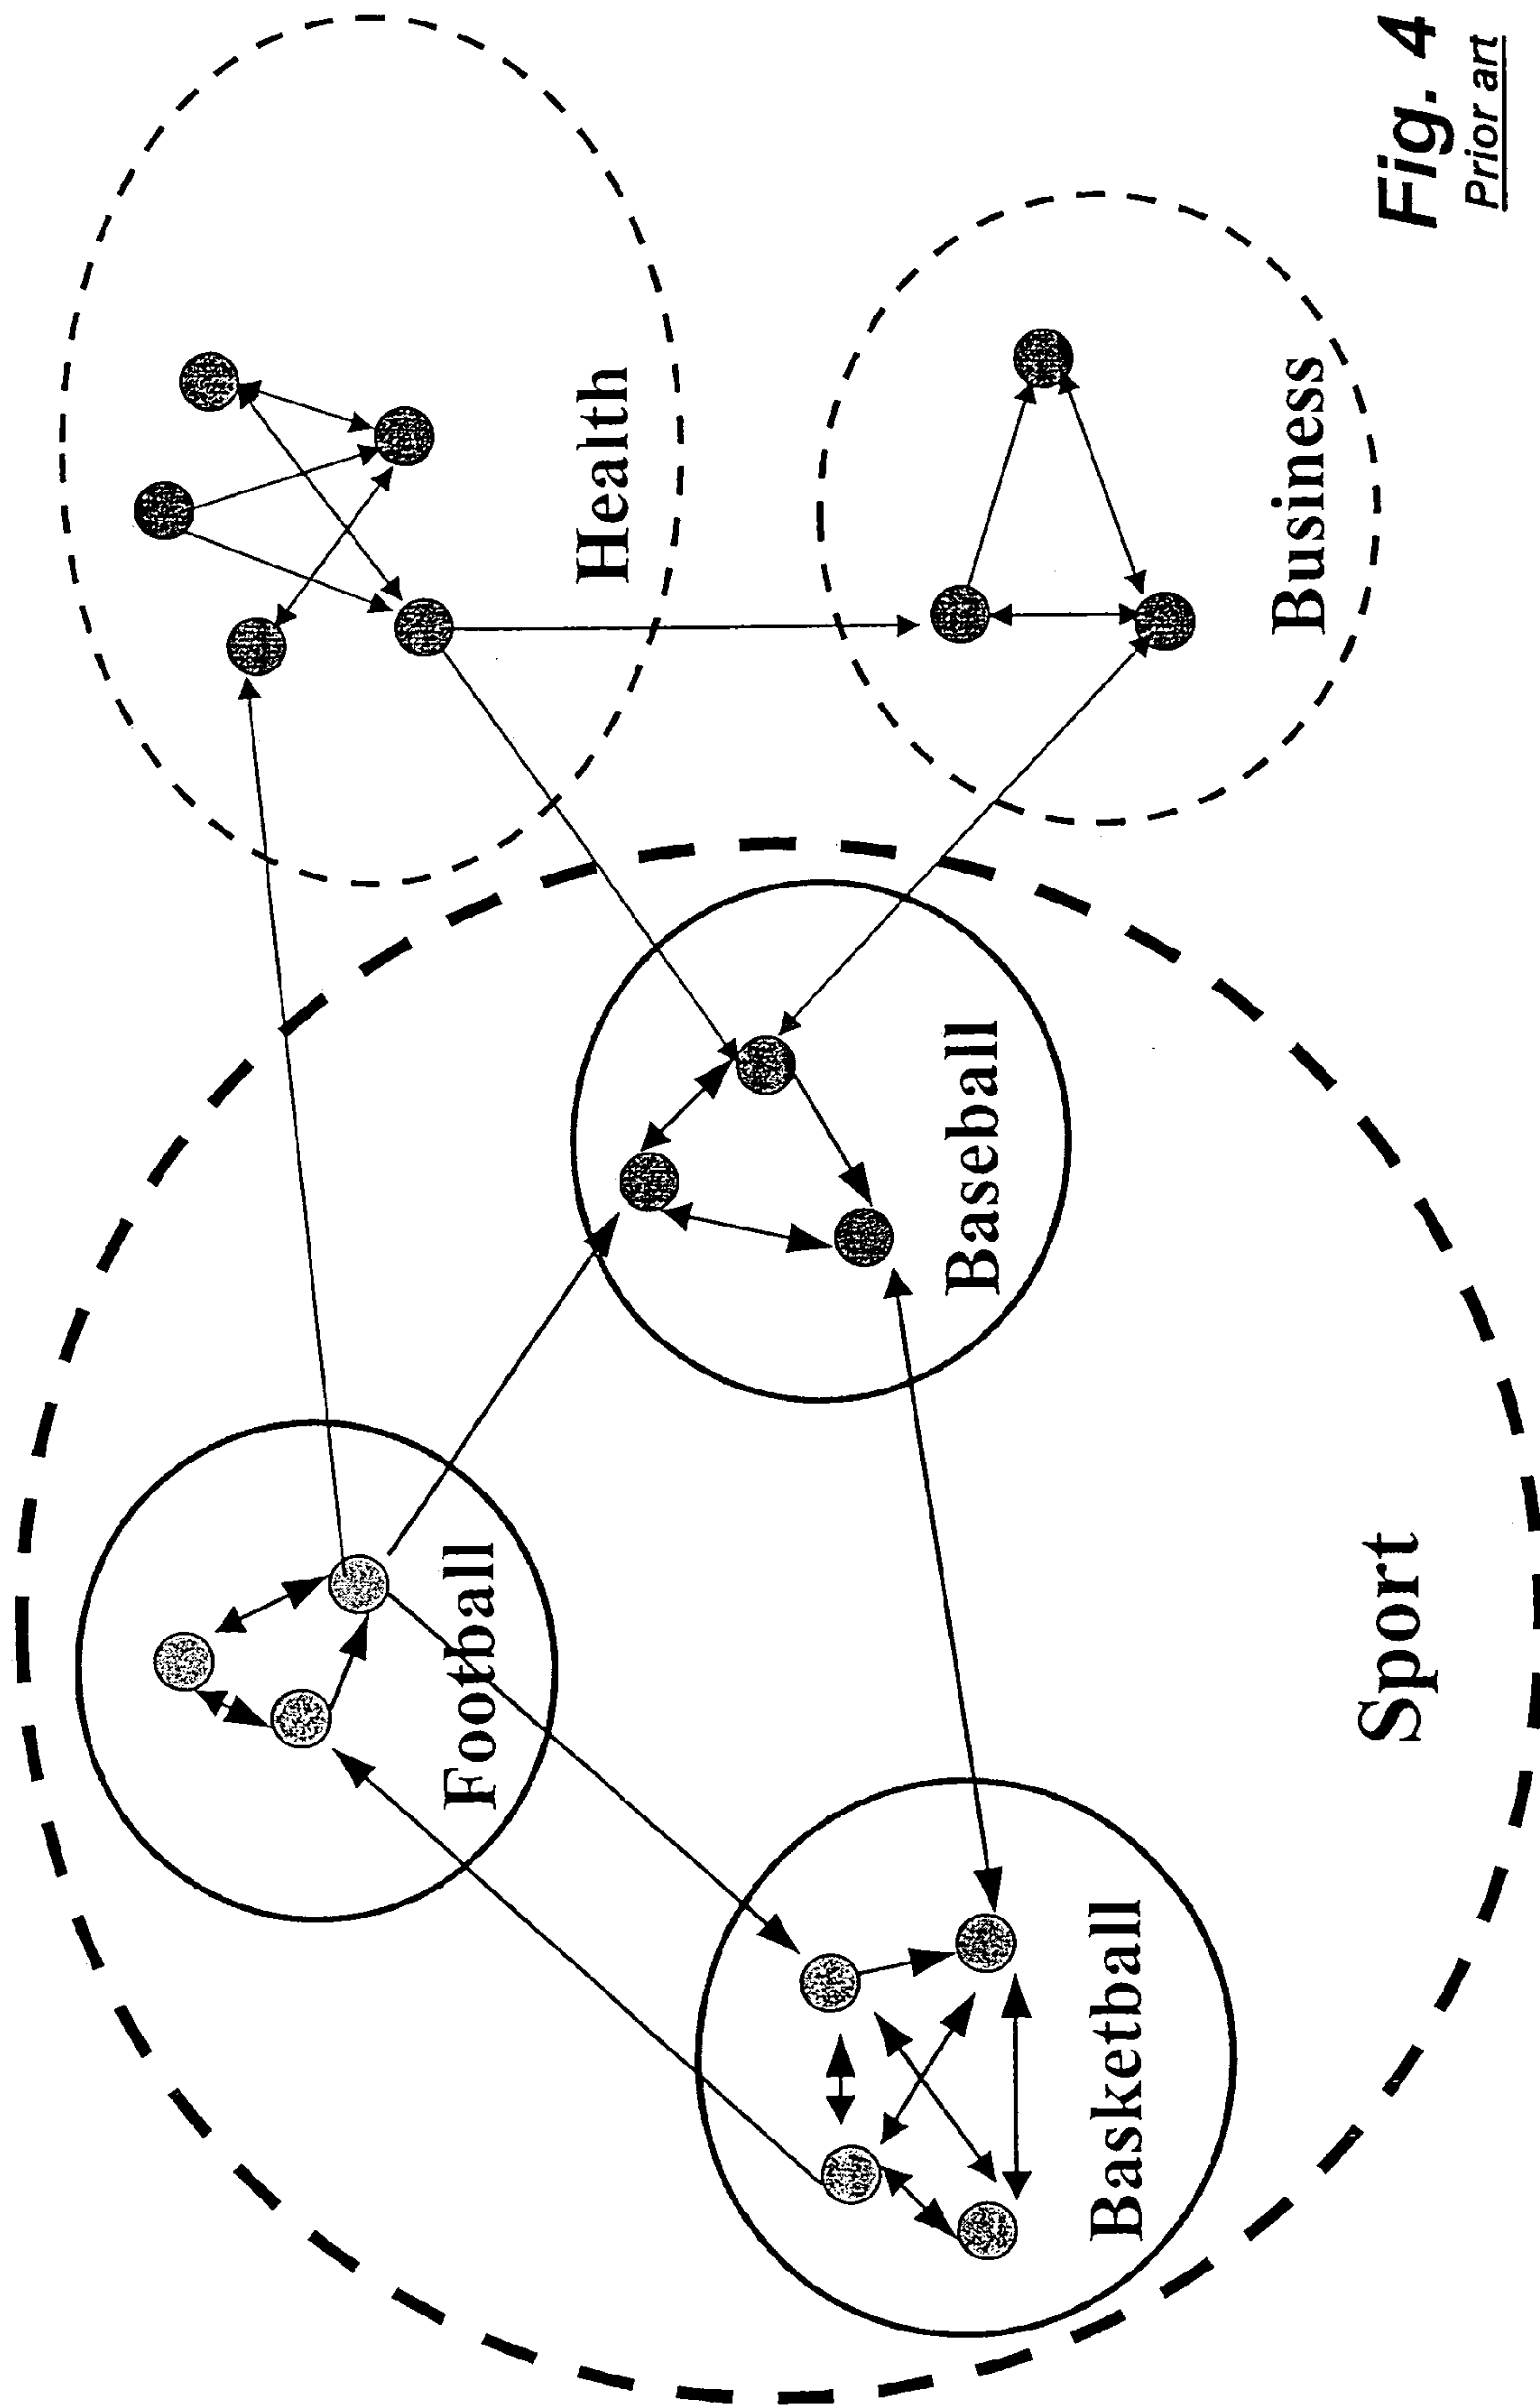 Health
Football
Baseball
Business
Basketball
Sport
Fig. 4
Prior art